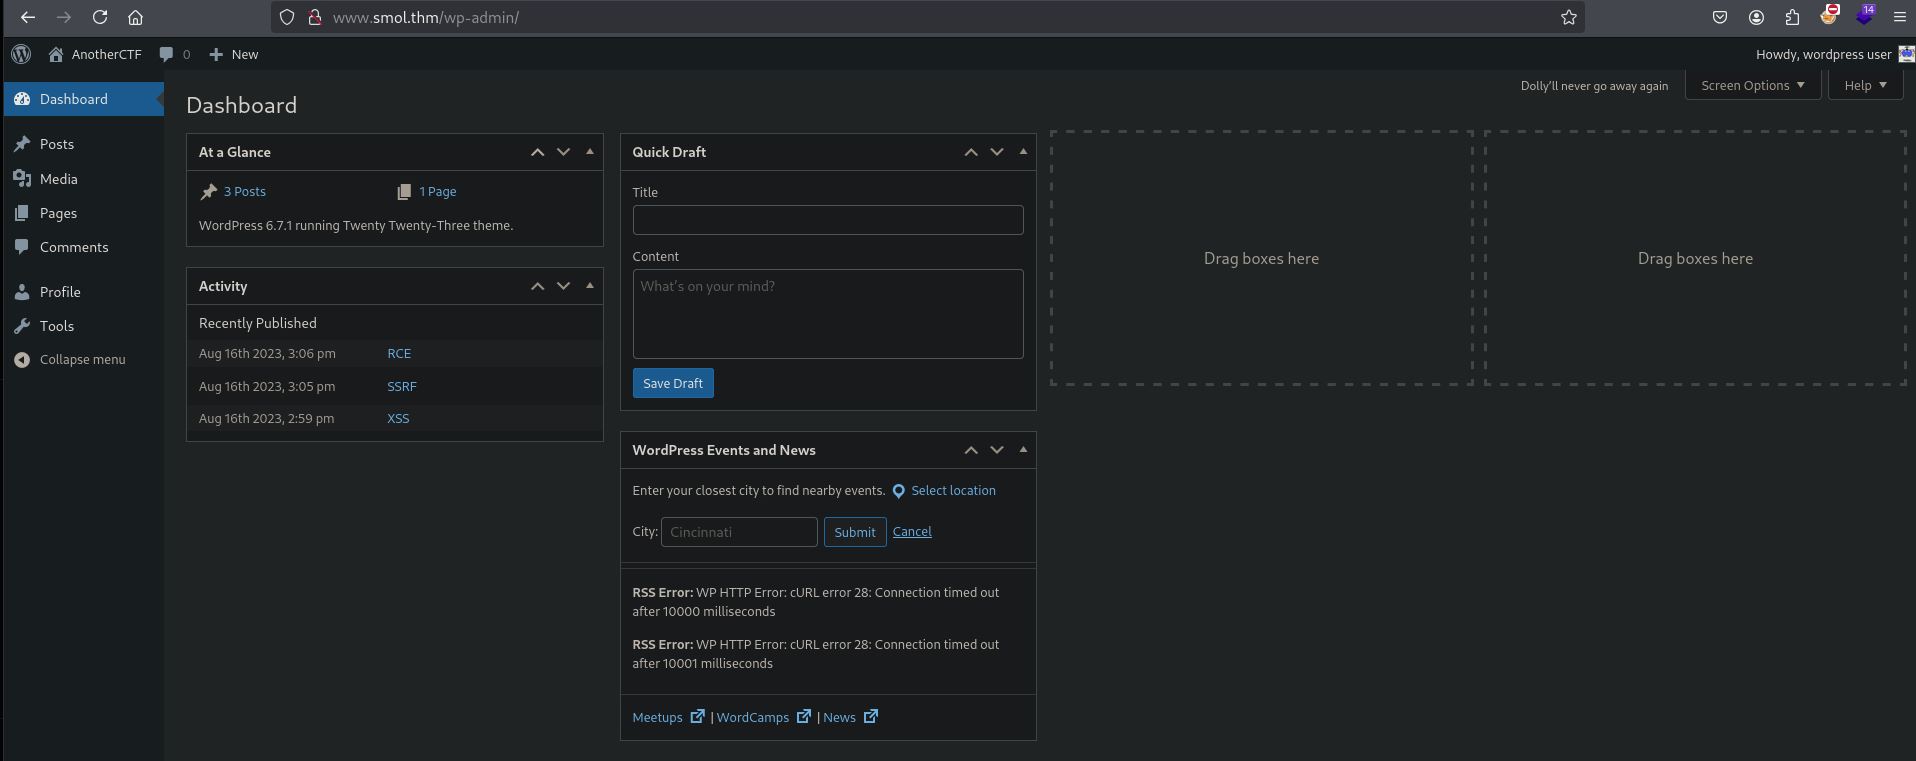 www.smol.thm/wp-admin/
14
AnotherCTF
0
New
Howdy, wordpress user
Dashboard
Posts
Media
Pages
Comments
Profile
Tools
Collapse menu
Dolly'll never go away again
Screen Options
Help
Dashboard
At a Glance
3 Posts
1 Page
WordPress 6.7.1 running Twenty Twenty-Three theme.
Activity
Recently Published
Aug 16th 2023, 3:06 pm RCE
Aug 16th 2023, 3:05 pm SSRF
Aug 16th 2023, 2:59 pm XSS
Quick Draft
Title
Content
What's on your mind?
Save Draft
WordPress Events and News
Enter your closest city to find nearby events. Select location
City: Cincinnati Submit Cancel
RSS Error: WP HTTP Error: cURL error 28: Connection timed out
after 10000 milliseconds
RSS Error: WP HTTP Error: cURL error 28: Connection timed out
after 10001 milliseconds
Meetups | WordCamps | News
Drag boxes here
Drag boxes here